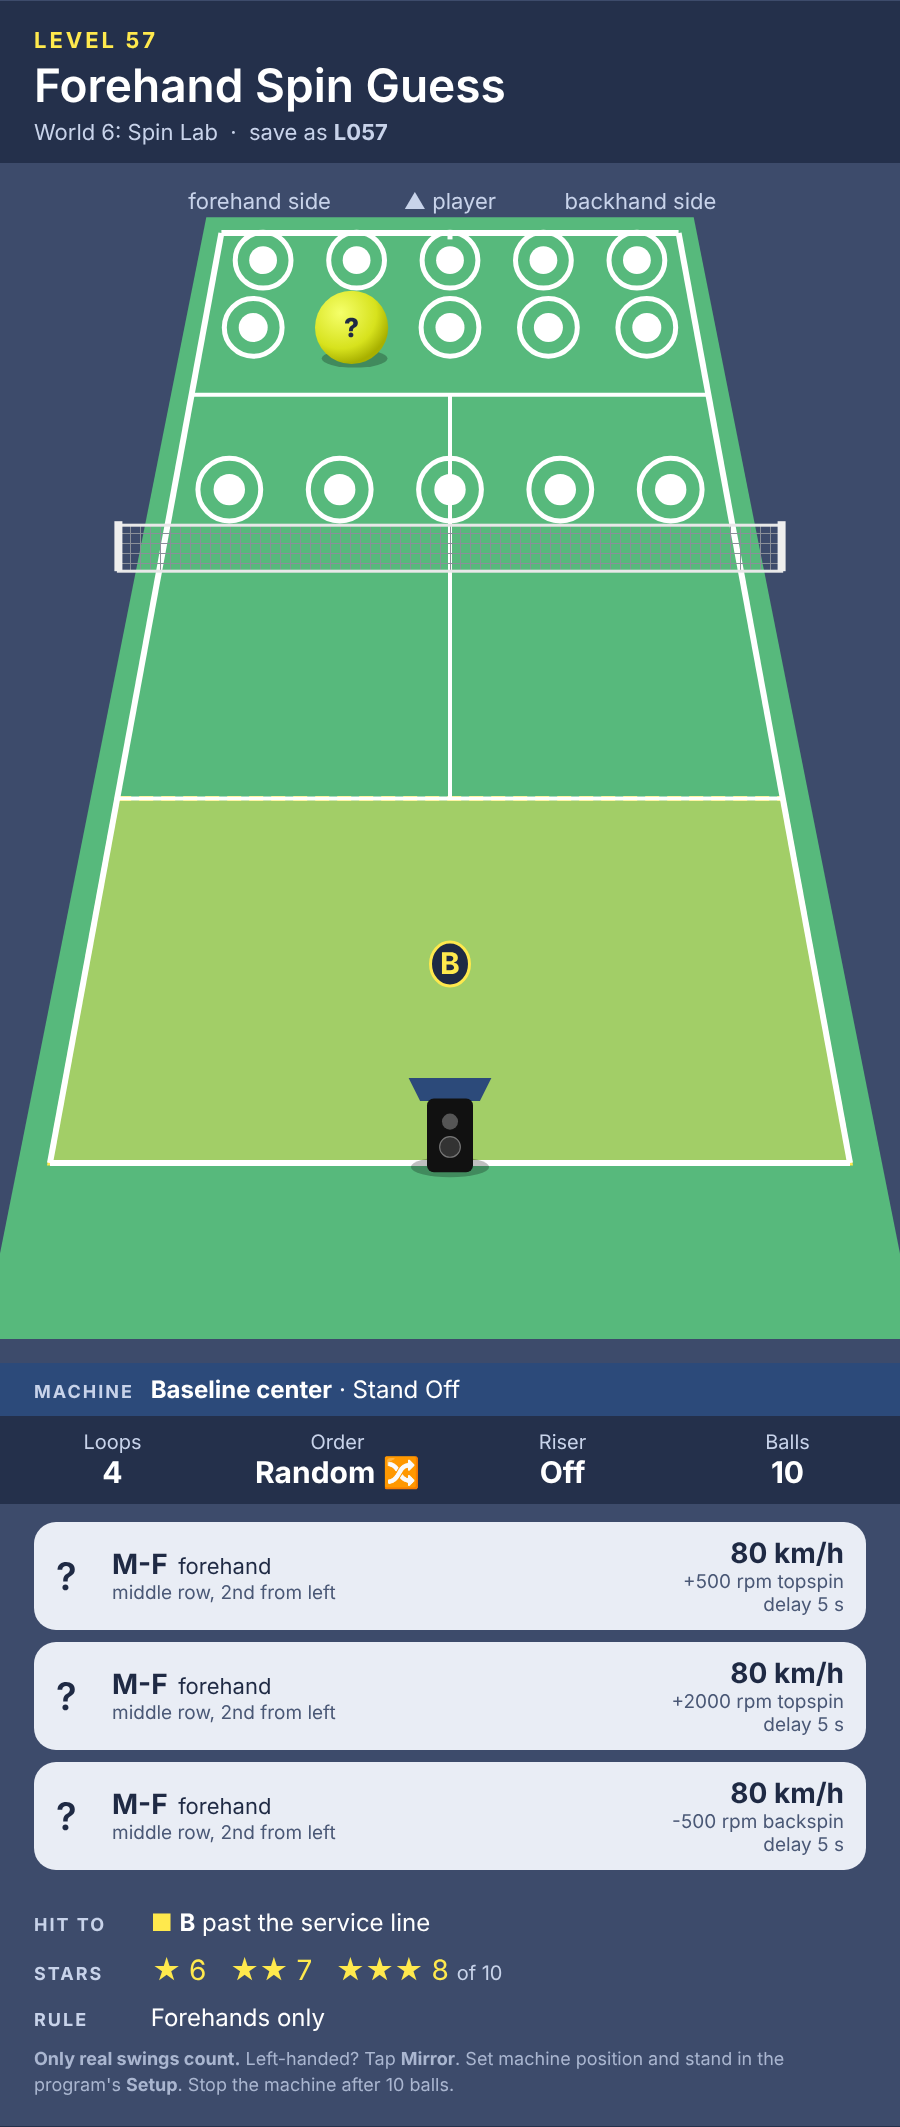 LEVEL 57
Forehand Spin Guess
World 6: Spin Lab · save as L057
forehand side ▲ player backhand side
?
B
MACHINE Baseline center · Stand Off
Loops Order Riser Balls
4 Random 🔀 Off 10
? M-F forehand 80 km/h
middle row, 2nd from left +500 rpm topspin
delay 5 s
? M-F forehand 80 km/h
middle row, 2nd from left +2000 rpm topspin
delay 5 s
? M-F forehand 80 km/h
middle row, 2nd from left -500 rpm backspin
delay 5 s
HIT TO B past the service line
STARS ★ 6 ★★ 7 ★★★ 8 of 10
RULE Forehands only
Only real swings count. Left-handed? Tap Mirror. Set machine position and stand in the
program's Setup. Stop the machine after 10 balls.